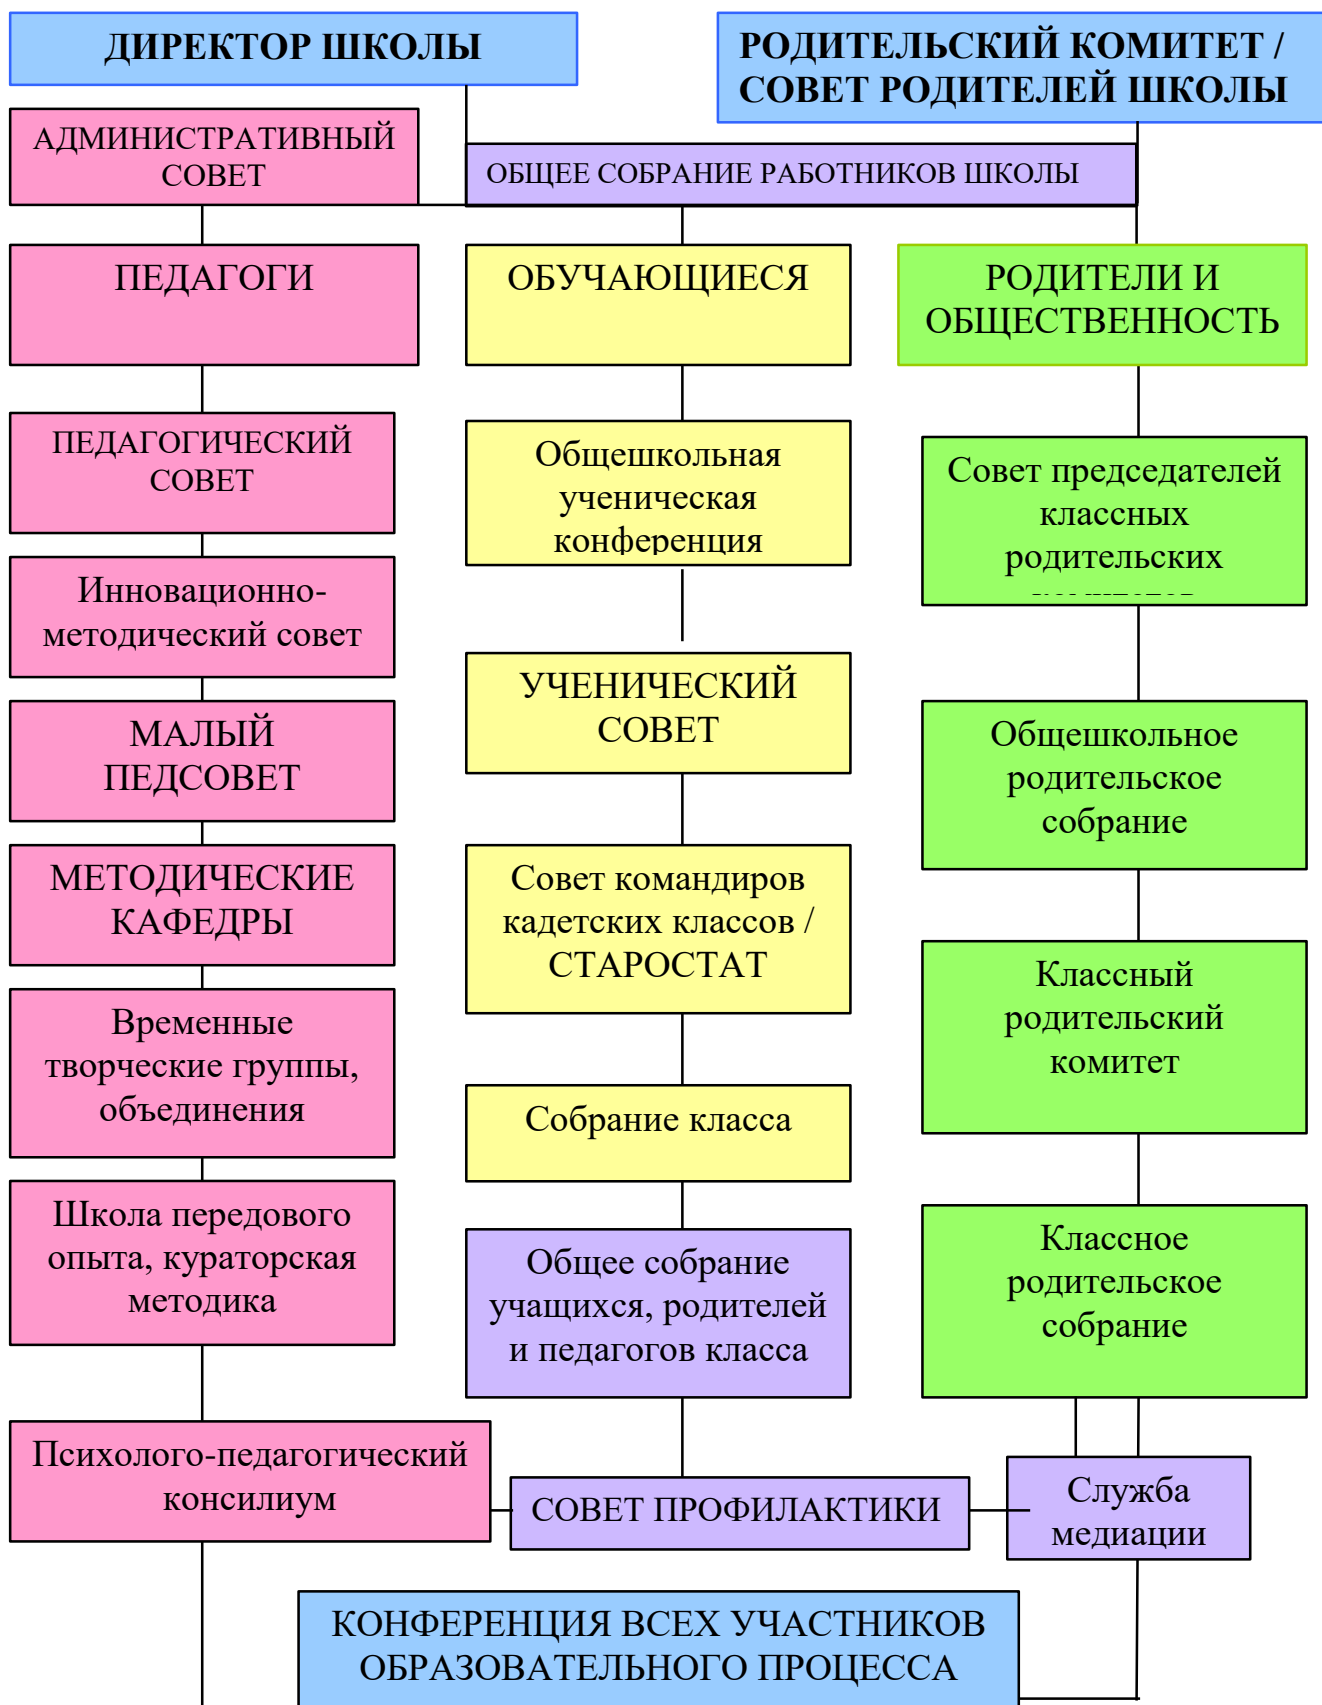 ДИРЕКТОР ШКОЛЫ
РОДИТЕЛЬСКИЙ КОМИТЕТ /
СОВЕТ РОДИТЕЛЕЙ ШКОЛЫ
АДМИНИСТРАТИВНЫЙ
СОВЕТ
ОБЩЕЕ СОБРАНИЕ РАБОТНИКОВ ШКОЛЫ
ПЕДАГОГИ
ОБУЧАЮЩИЕСЯ
РОДИТЕЛИ И
ОБЩЕСТВЕННОСТЬ
ПЕДАГОГИЧЕСКИЙ
СОВЕТ
Инновационно-
методический совет
МАЛЫЙ
ПЕДСОВЕТ
МЕТОДИЧЕСКИЕ
КАФЕДРЫ
Временные
творческие группы,
объединения
Школа передового
опыта, кураторская
методика
Психолого-педагогический
консилиум
Общешкольная
ученическая
конференция
УЧЕНИЧЕСКИЙ
СОВЕТ
Совет командиров
кадетских классов /
СТАРОСТАТ
Собрание класса
Общее собрание
учащихся, родителей
и педагогов класса
СОВЕТ ПРОФИЛАКТИКИ
Совет председателей
классных
родительских
Общешкольное
родительское
собрание
Классный
родительский
комитет
Классное
родительское
собрание
Служба
медиации
КОНФЕРЕНЦИЯ ВСЕХ УЧАСТНИКОВ
ОБРАЗОВАТЕЛЬНОГО ПРОЦЕССА